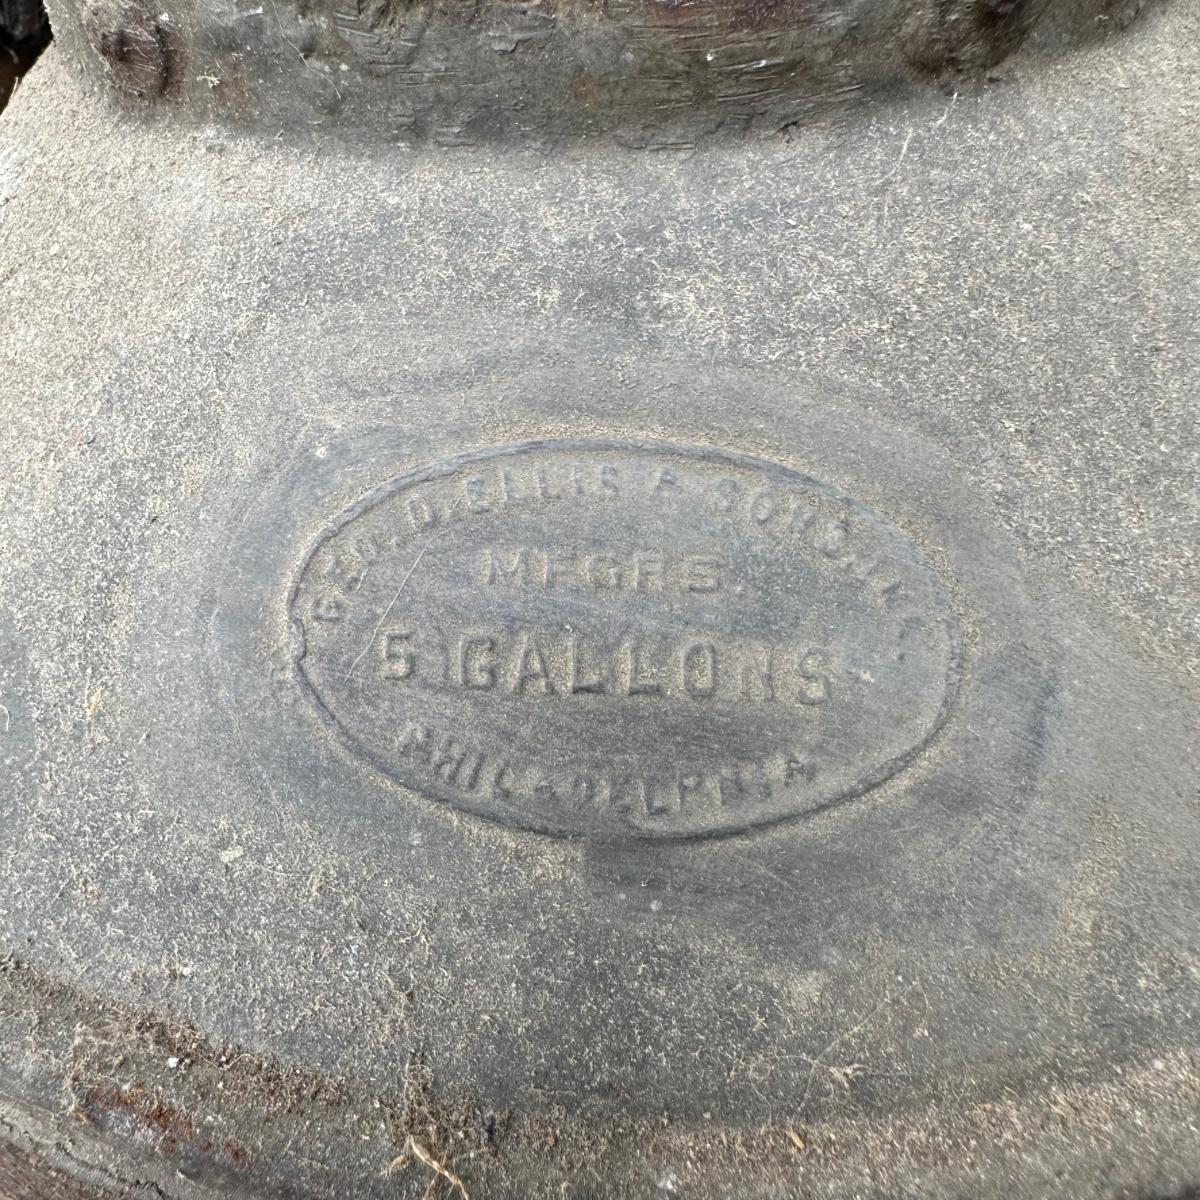 GEO. D. ELLIS & SONS, INC.
MFGRS.
5 GALLONS
PHILADELPHIA